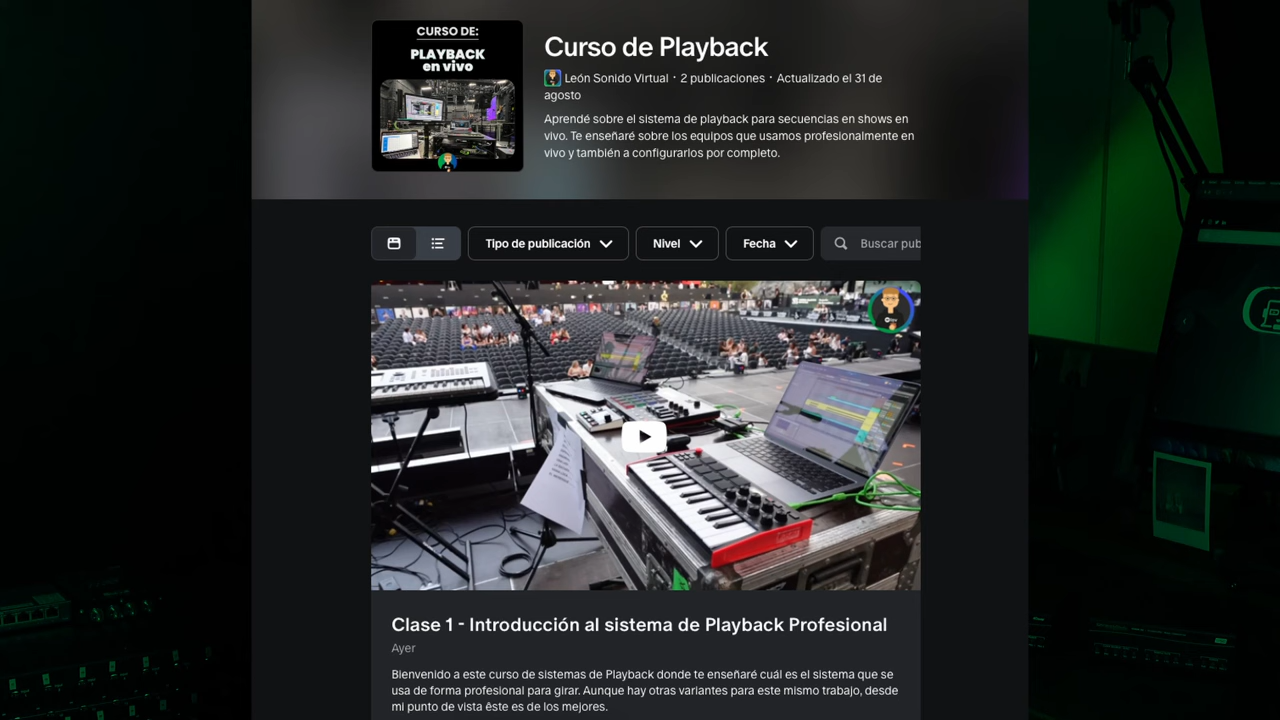 CURSO DE:
PLAYBACK
en vivo
Curso de Playback
León Sonido Virtual · 2 publicaciones · Actualizado el 31 de
agosto
Aprendé sobre el sistema de playback para secuencias en shows en
vivo. Te enseñaré sobre los equipos que usamos profesionalmente en
vivo y también a configurarlos por completo.
Tipo de publicación
Nivel
Fecha
Buscar pub
Clase 1 - Introducción al sistema de Playback Profesional
Ayer
Bienvenido a este curso de sistemas de Playback donde te enseñaré cuál es el sistema que se
usa de forma profesional para girar. Aunque hay otras variantes para este mismo trabajo, desde
mi punto de vista éste es de los mejores.